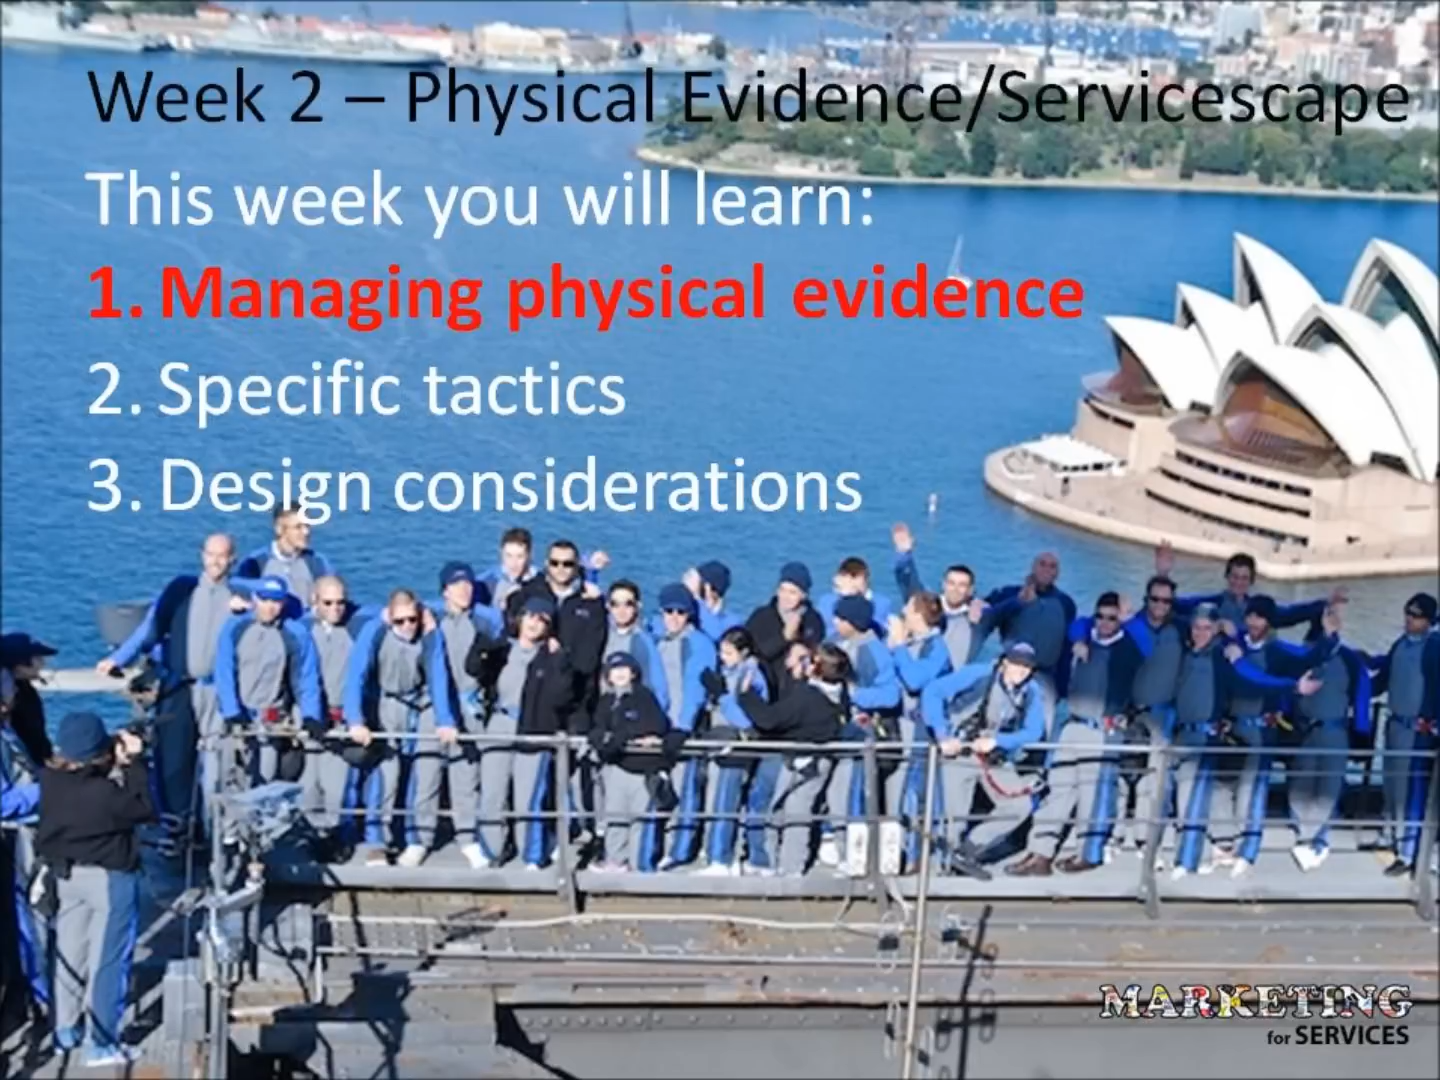 Week 2 – Physical Evidence/Servicescape
This week you will learn:
1. Managing physical evidence
2. Specific tactics
3. Design considerations
MARKETING
for SERVICES